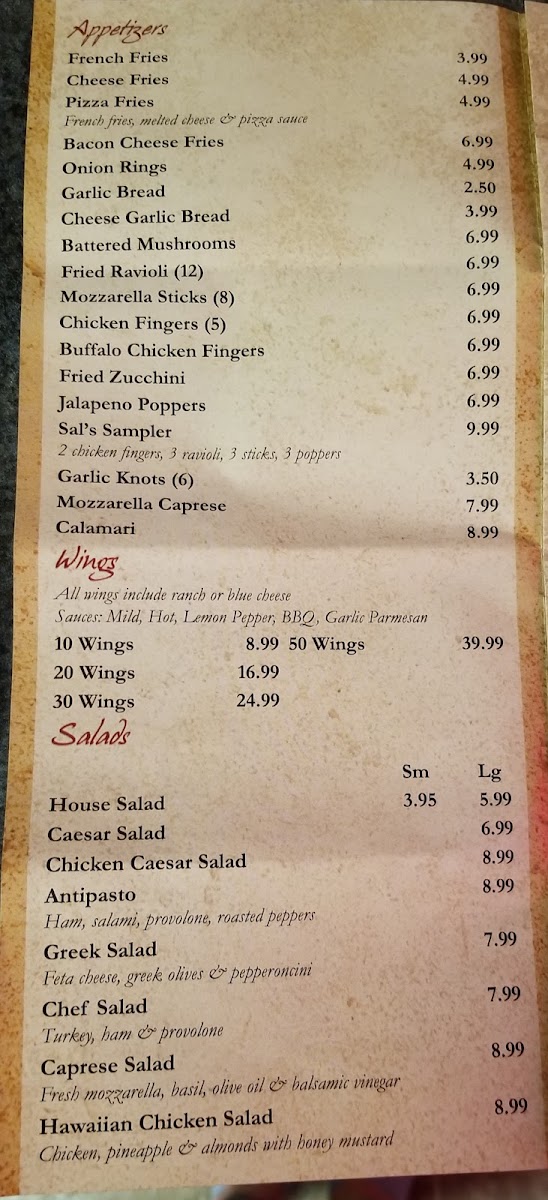 Appetizers
French Fries 3.99
Cheese Fries 4.99
Pizza Fries 4.99
French fries, melted cheese & pizza sauce
Bacon Cheese Fries 6.99
Onion Rings 4.99
Garlic Bread 2.50
Cheese Garlic Bread 3.99
Battered Mushrooms 6.99
Fried Ravioli (12) 6.99
Mozzarella Sticks (8) 6.99
Chicken Fingers (5) 6.99
Buffalo Chicken Fingers 6.99
Fried Zucchini 6.99
Jalapeno Poppers 6.99
Sal's Sampler 9.99
2 chicken fingers, 3 ravioli, 3 sticks, 3 poppers
Garlic Knots (6) 3.50
Mozzarella Caprese 7.99
Calamari 8.99
Wings
All wings include ranch or blue cheese
Sauces: Mild, Hot, Lemon Pepper, BBQ, Garlic Parmesan
10 Wings 8.99 50 Wings 39.99
20 Wings 16.99
30 Wings 24.99
Salads
Sm Lg
House Salad 3.95 5.99
Caesar Salad 6.99
Chicken Caesar Salad 8.99
Antipasto 8.99
Ham, salami, provolone, roasted peppers
Greek Salad 7.99
Feta cheese, greek olives & pepperoncini
Chef Salad 7.99
Turkey, ham & provolone
Caprese Salad 8.99
Fresh mozzarella, basil, olive oil & balsamic vinegar
Hawaiian Chicken Salad 8.99
Chicken, pineapple & almonds with honey mustard